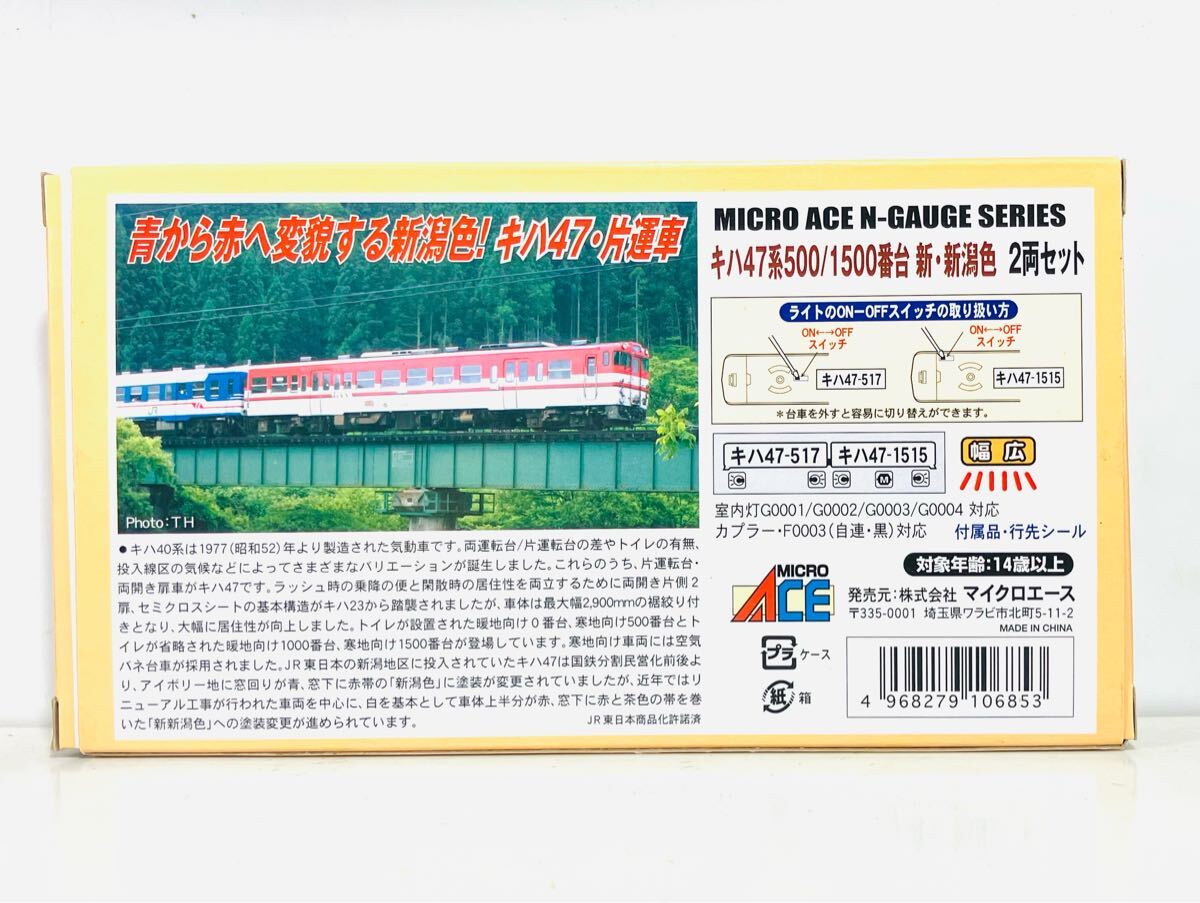 青から赤へ変貌する新潟色! キハ47・片運車
Photo:TH
●キハ40系は1977(昭和52)年より製造された気動車です。両運転台/片運転台の差やトイレの有無、
投入線区の気候などによってさまざまなバリエーションが誕生しました。これらのうち、片運転台・
両開き扉車がキハ47です。ラッシュ時の乗降の便と閑散時の居住性を両立するために両開き片側2
扉、セミクロスシートの基本構造がキハ23から踏襲されましたが、車体は最大幅2,900mmの裾絞り付
きとなり、大幅に居住性が向上しました。トイレが設置された暖地向け0番台、寒地向け500番台とト
イレが省略された暖地向け1000番台、寒地向け1500番台が登場しています。寒地向け車両には空気
バネ台車が採用されました。JR東日本の新潟地区に投入されていたキハ47は国鉄分割民営化前後よ
り、アイボリー地に窓回りが青、窓下に赤帯の「新潟色」に塗装が変更されていましたが、近年ではリ
ニューアル工事が行われた車両を中心に、白を基本として車体上半分が赤、窓下に赤と茶色の帯を巻
いた「新新潟色」への塗装変更が進められています。
JR東日本商品化許諾済
MICRO ACE N-GAUGE SERIES
キハ47系500/1500番台 新・新潟色 2両セット
ライトのON−OFFスイッチの取り扱い方
ON←→OFF
スイッチ
キハ47-517
ON←→OFF
スイッチ
キハ47-1515
*台車を外すと容易に切り替えができます。
キハ47-517 キハ47-1515
M
幅広
室内灯G0001/G0002/G0003/G0004 対応
カプラー・F0003(自連・黒)対応 付属品・行先シール
対象年齢:14歳以上
MICRO
ACE
発売元:株式会社 マイクロエース
〒335-0001 埼玉県ワラビ市北町5-11-2
MADE IN CHINA
プラ ケース
紙 箱
4 968279 106853